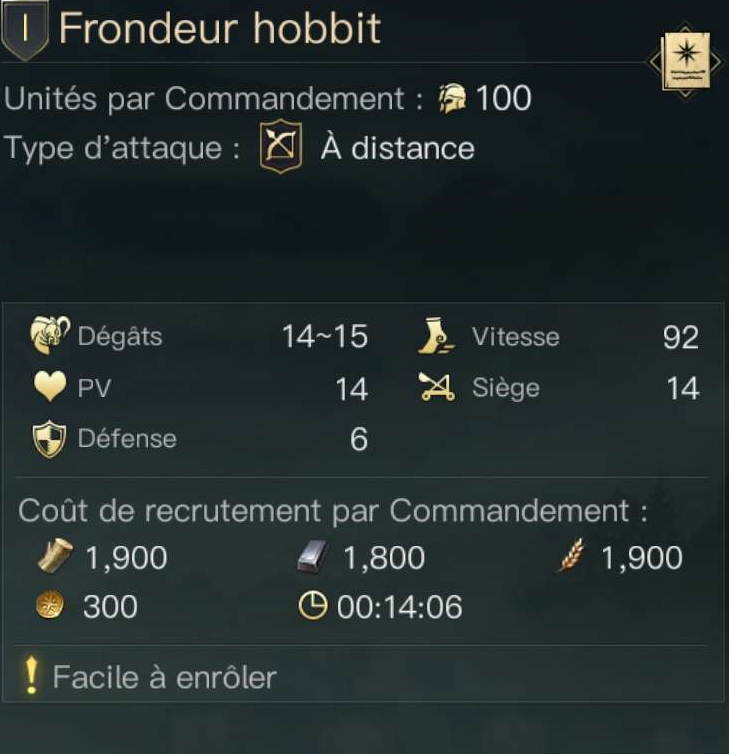 I Frondeur hobbit
Unités par Commandement : 100
Type d'attaque : À distance
Dégâts 14~15 Vitesse 92
PV 14 Siège 14
Défense 6
Coût de recrutement par Commandement :
1,900 1,800 1,900
300 00:14:06
Facile à enrôler